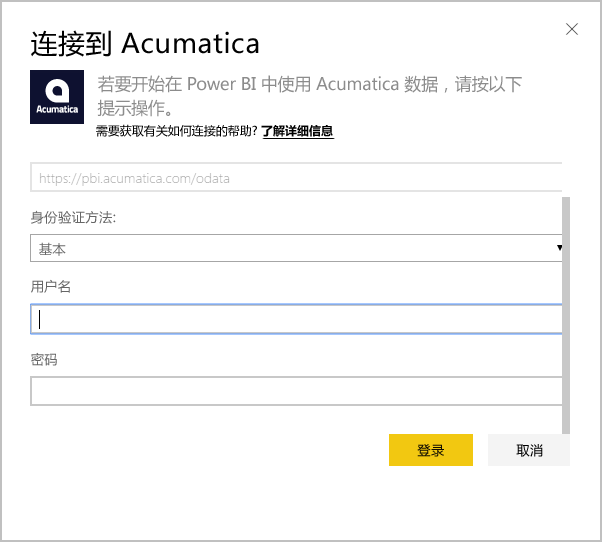 连接到 Acumatica
Acumatica
若要开始在 Power BI 中使用 Acumatica 数据，请按以下
提示操作。
需要获取有关如何连接的帮助? 了解详细信息
https://pbi.acumatica.com/odata
身份验证方法:
基本
用户名
密码
登录
取消